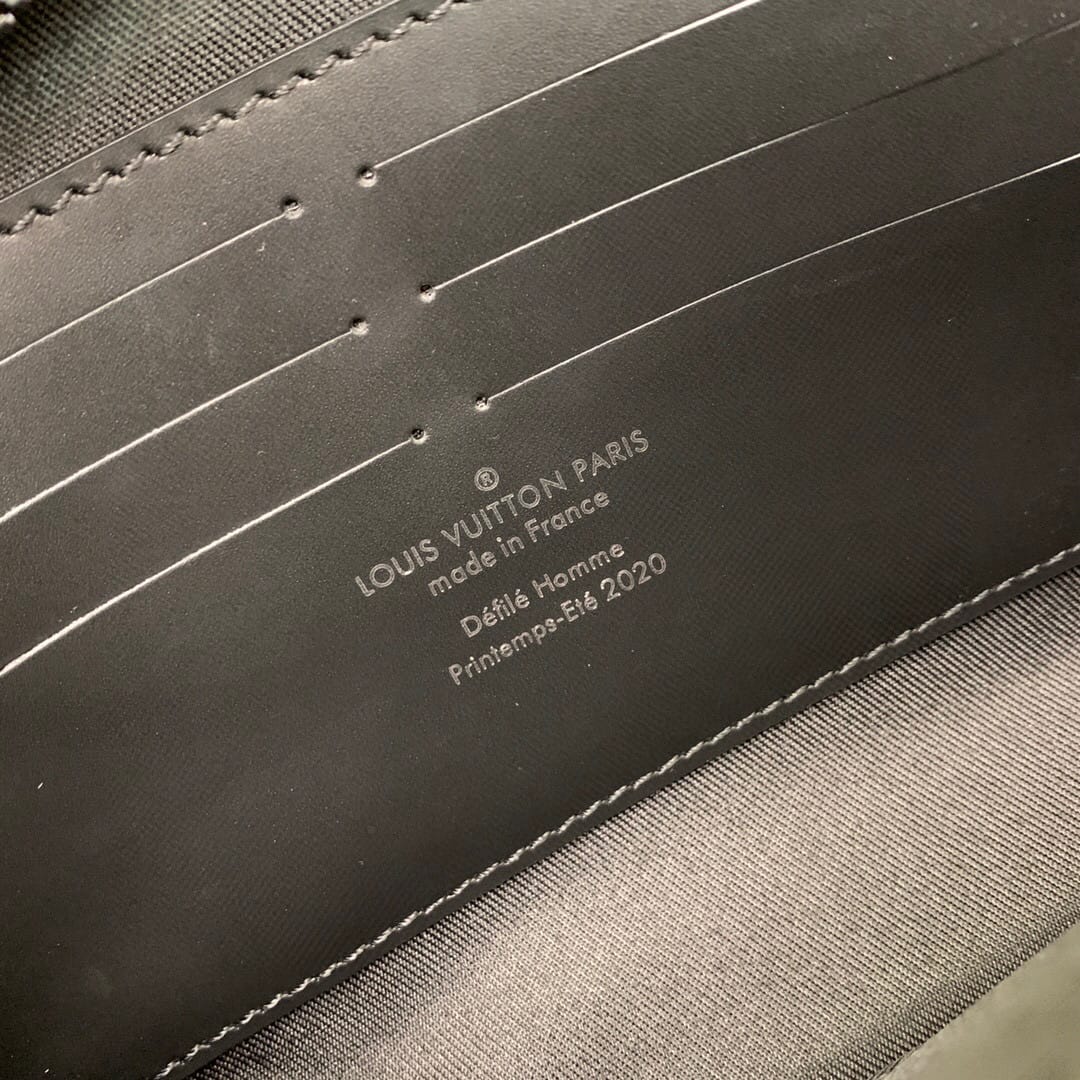 ®
LOUIS VUITTON PARIS
made in France
Défilé Homme
Printemps-Eté 2020